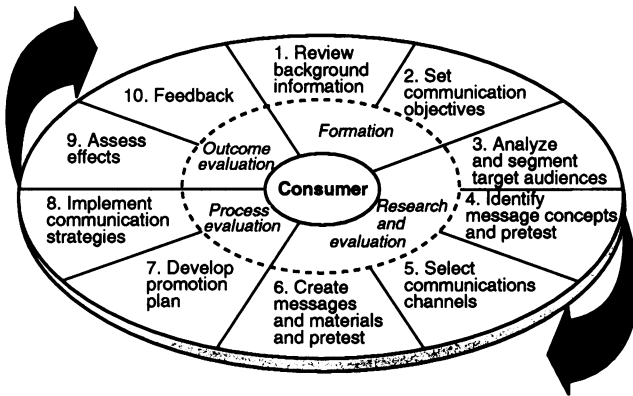 1. Review
background
information
2. Set
communication
objectives
3. Analyze
and segment
target audiences
4. Identify
message concepts
and pretest
5. Select
communications
channels
6. Create
messages
and materials
and pretest
7. Develop
promotion
plan
8. Implement
communication
strategies
9. Assess
effects
10. Feedback
Formation
Research
and
evaluation
Process
evaluation
Outcome
evaluation
Consumer